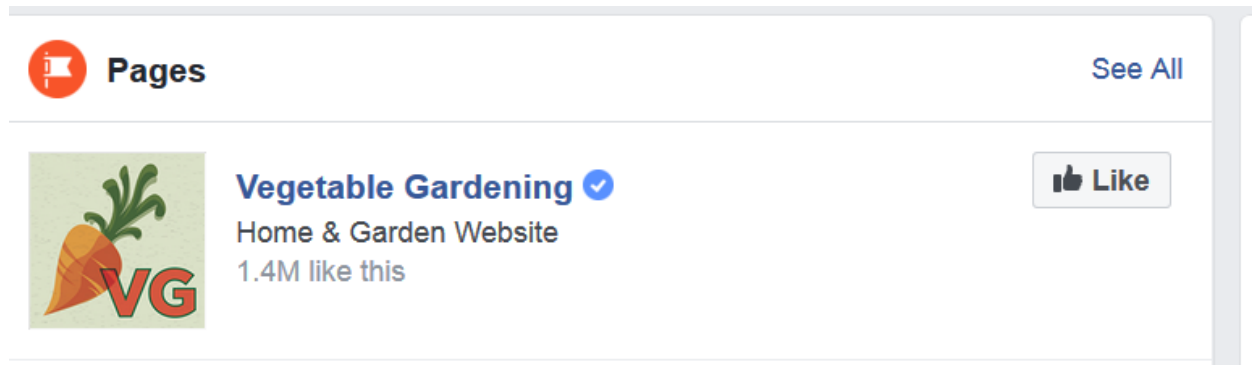 Pages
See All
VG
Vegetable Gardening
Like
Home & Garden Website
1.4M like this